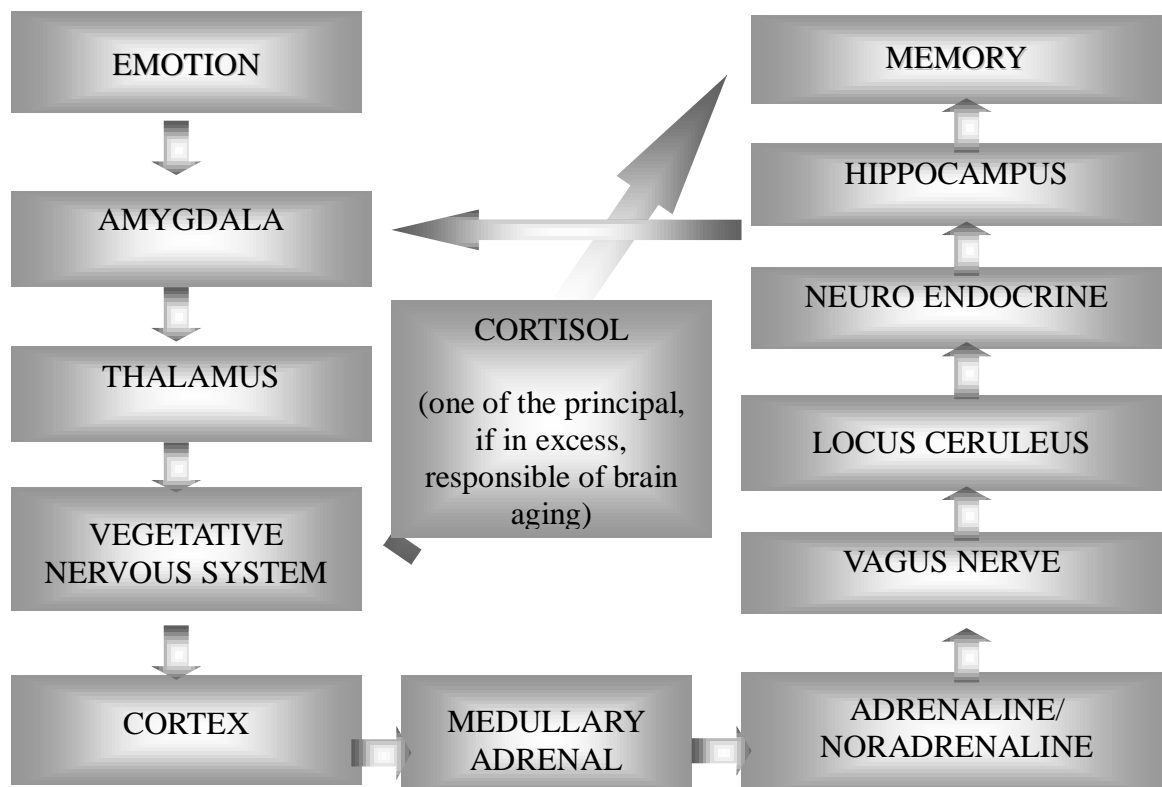 EMOTION
AMYGDALA
THALAMUS
VEGETATIVE
NERVOUS SYSTEM
CORTEX
MEDULLARY
ADRENAL
ADRENALINE/
NORADRENALINE
VAGUS NERVE
LOCUS CERULEUS
NEURO ENDOCRINE
HIPPOCAMPUS
MEMORY
CORTISOL
(one of the principal,
if in excess,
responsible of brain
aging)